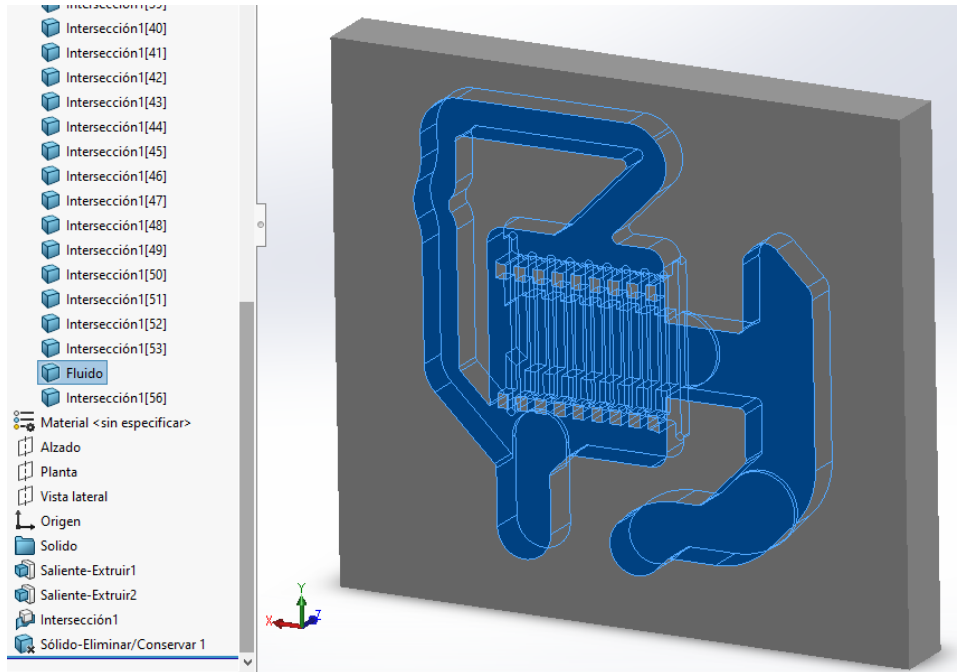 Intersección1[39]
Intersección1[40]
Intersección1[41]
Intersección1[42]
Intersección1[43]
Intersección1[44]
Intersección1[45]
Intersección1[46]
Intersección1[47]
Intersección1[48]
Intersección1[49]
Intersección1[50]
Intersección1[51]
Intersección1[52]
Intersección1[53]
Fluido
Intersección1[56]
Material <sin especificar>
Alzado
Planta
Vista lateral
Origen
Solido
Saliente-Extruir1
Saliente-Extruir2
Intersección1
Sólido-Eliminar/Conservar 1
Y
X
Z